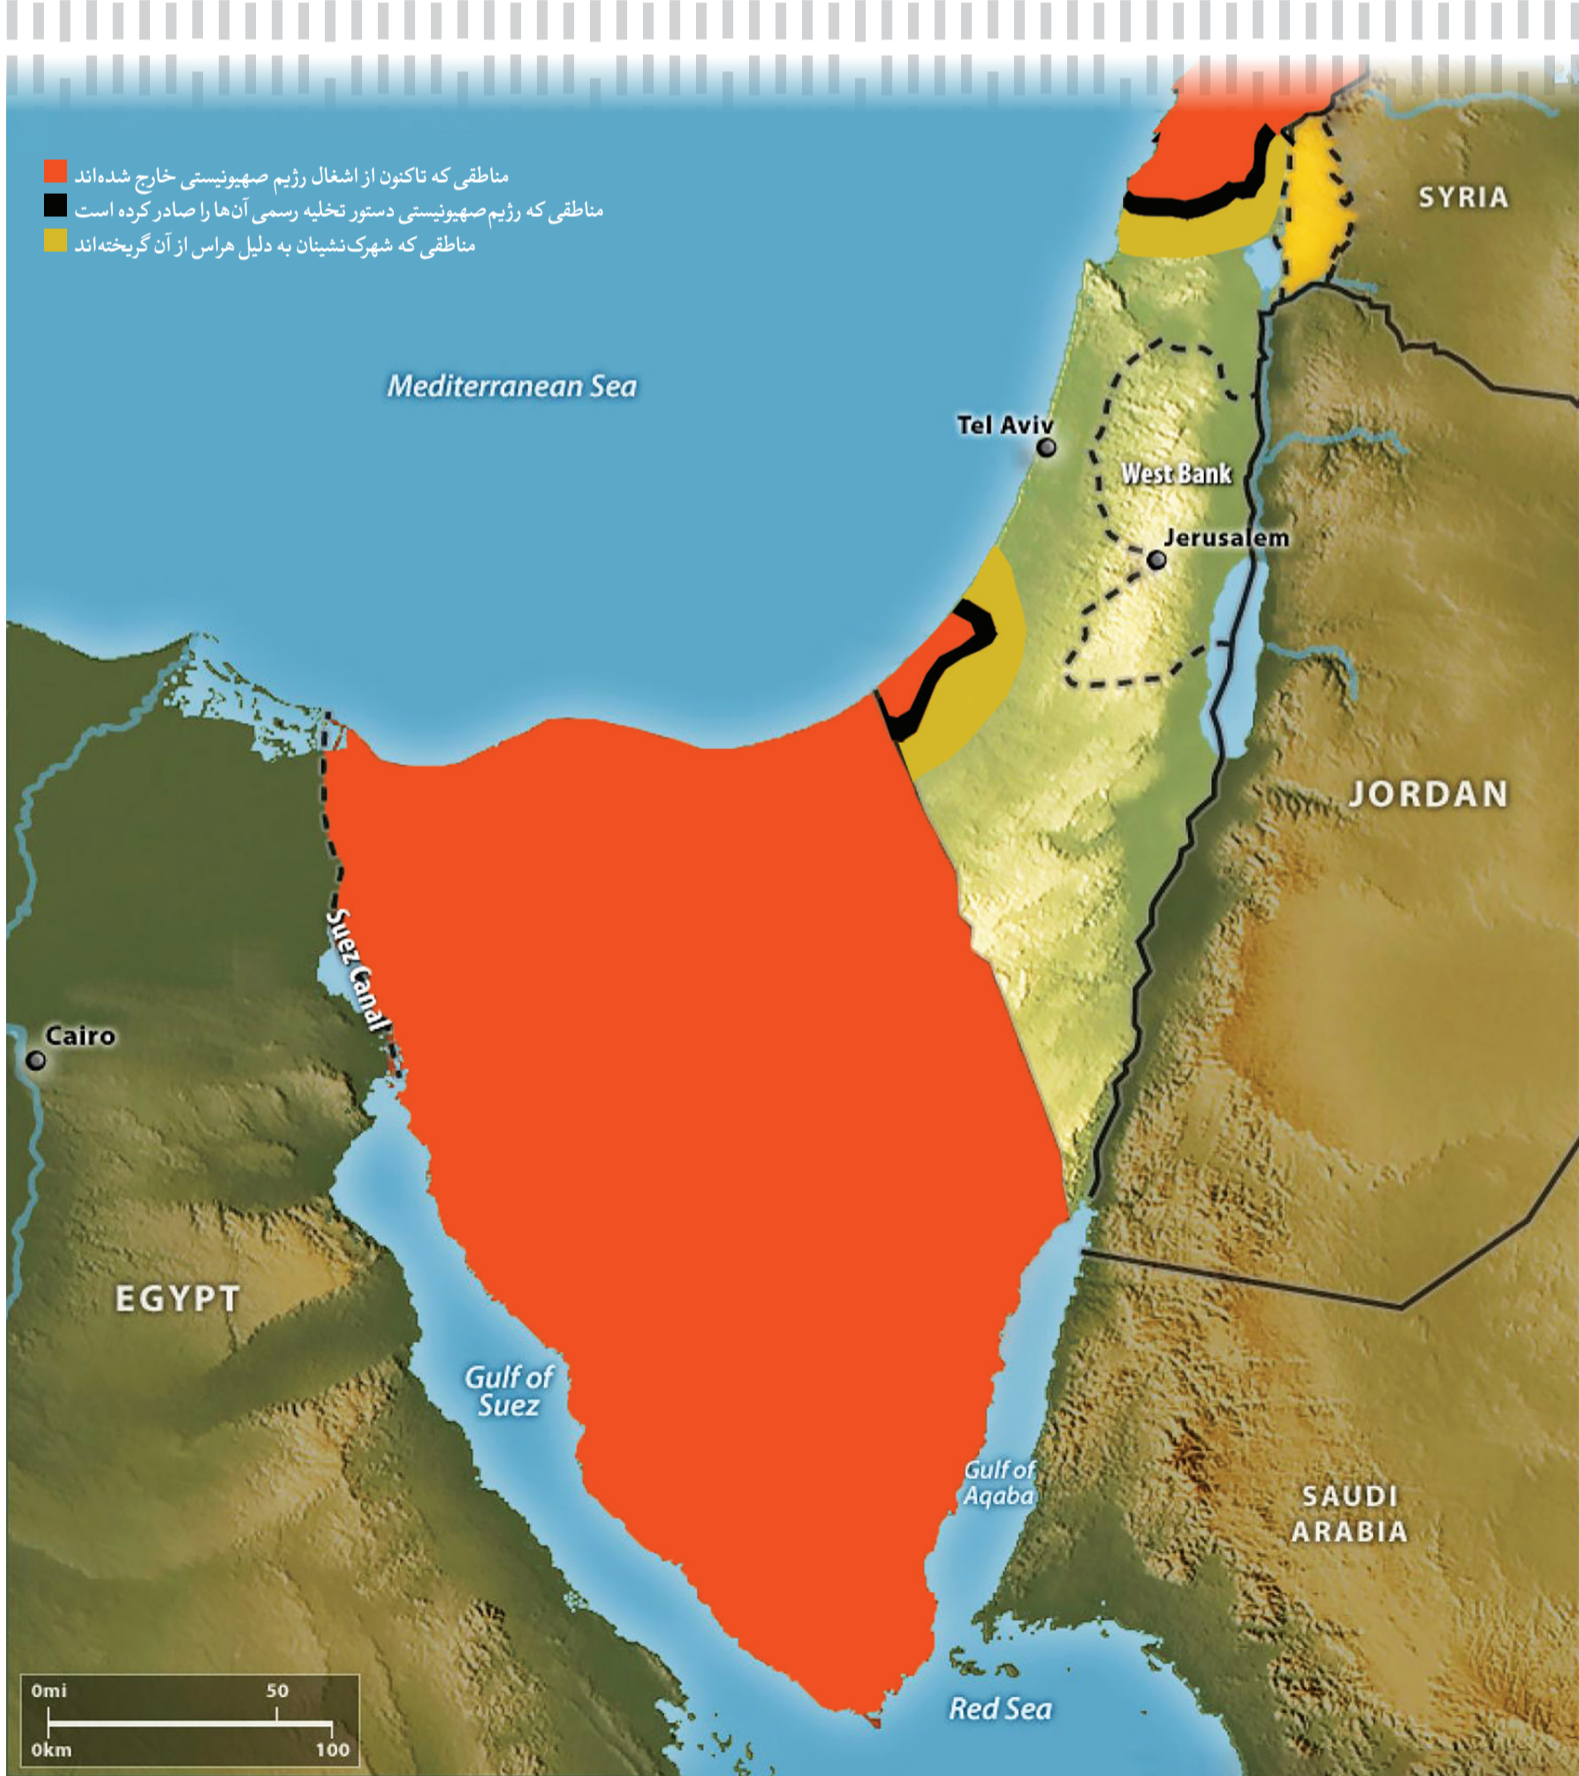 مناطقی که تاکنون از اشغال رژیم صهیونیستی خارج شده‌اند
مناطقی که رژیم صهیونیستی دستور تخلیه رسمی آن‌ها را صادر کرده است
مناطقی که شهرک‌نشینان به دلیل هراس از آن گریخته‌اند
SYRIA
Mediterranean Sea
Tel Aviv
West Bank
Jerusalem
JORDAN
Suez Canal
Cairo
EGYPT
Gulf of
Suez
Gulf of
Aqaba
SAUDI
ARABIA
Red Sea
0mi 50
0km 100